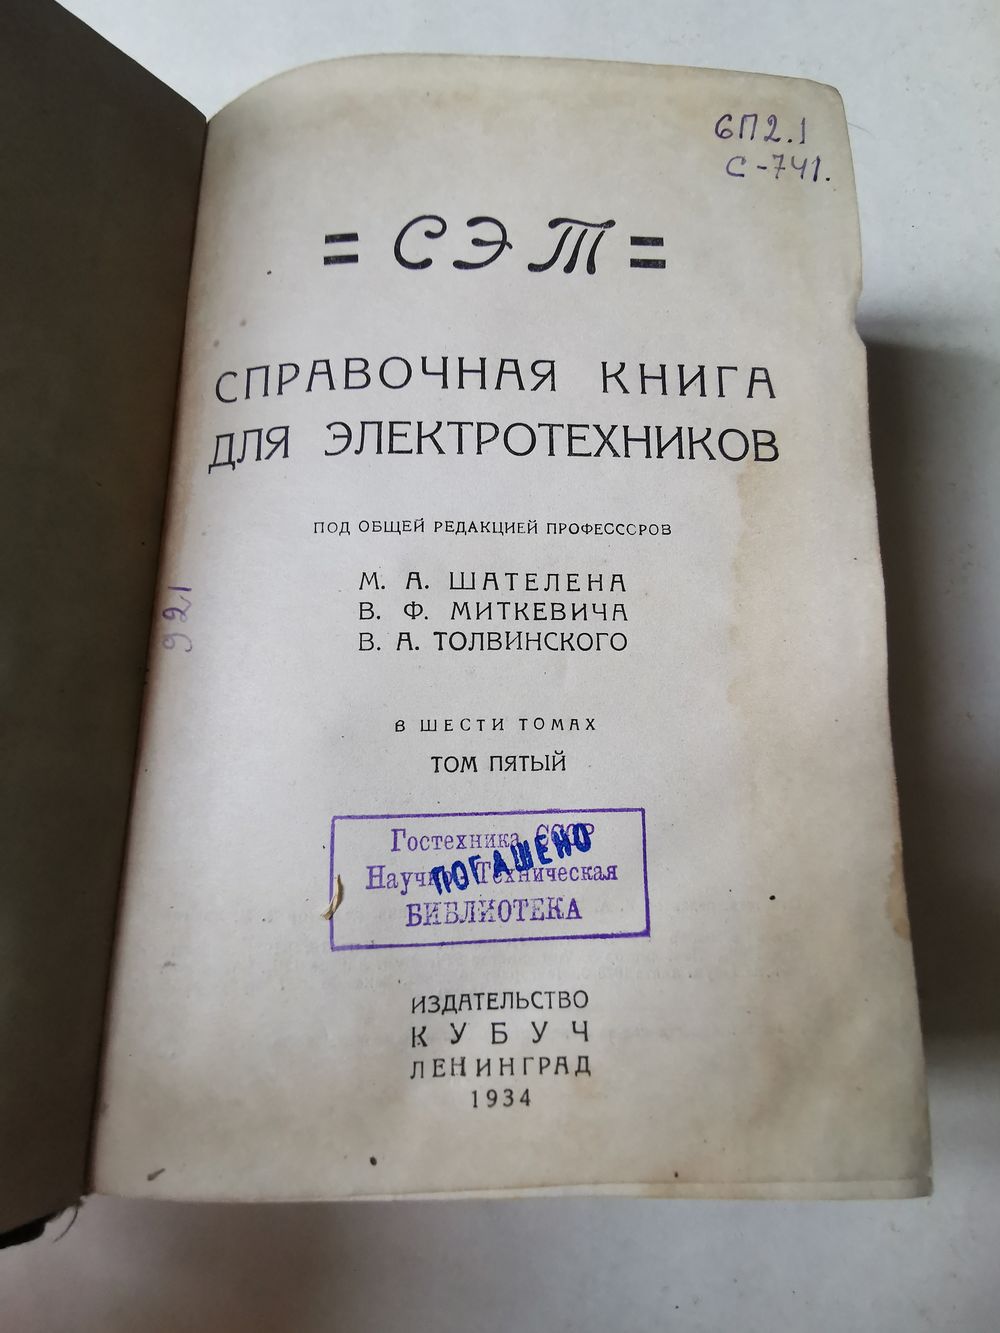 6П2.1
С-741.
= СЭТ =
СПРАВОЧНАЯ КНИГА
ДЛЯ ЭЛЕКТРОТЕХНИКОВ
ПОД ОБЩЕЙ РЕДАКЦИЕЙ ПРОФЕССОРОВ
М. А. ШАТЕЛЕНА
В. Ф. МИТКЕВИЧА
В. А. ТОЛВИНСКОГО
921
В ШЕСТИ ТОМАХ
ТОМ ПЯТЫЙ
Гостехника СССР
Научно-Техническая
БИБЛИОТЕКА
ПОГАШЕНО
ИЗДАТЕЛЬСТВО
КУБУЧ
ЛЕНИНГРАД
1934